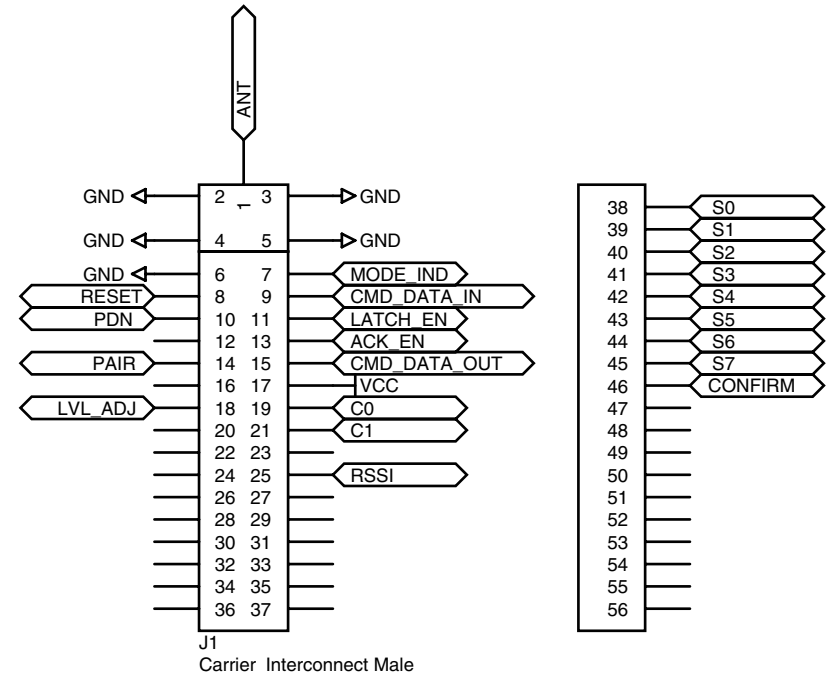 ANT
GND 2 1 3 GND
GND 4 5 GND
GND 6 7 MODE_IND
RESET 8 9 CMD_DATA_IN
PDN 10 11 LATCH_EN
12 13 ACK_EN
PAIR 14 15 CMD_DATA_OUT
16 17 VCC
LVL_ADJ 18 19 C0
20 21 C1
22 23
24 25 RSSI
26 27
28 29
30 31
32 33
34 35
36 37
J1
Carrier Interconnect Male
38 S0
39 S1
40 S2
41 S3
42 S4
43 S5
44 S6
45 S7
46 CONFIRM
47
48
49
50
51
52
53
54
55
56